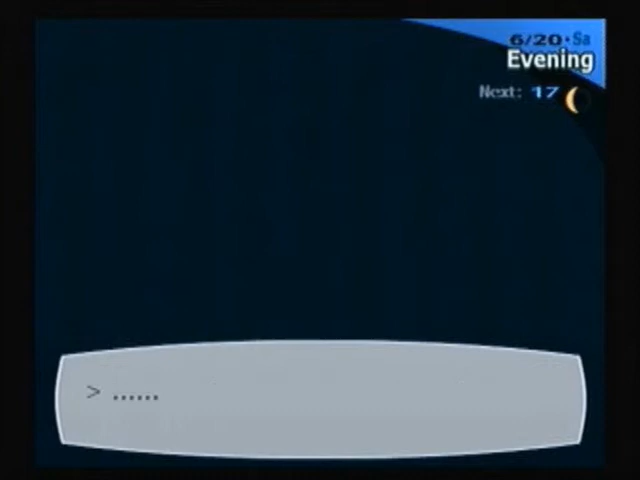 6/20·Sa
Evening
Next: 17
> ......